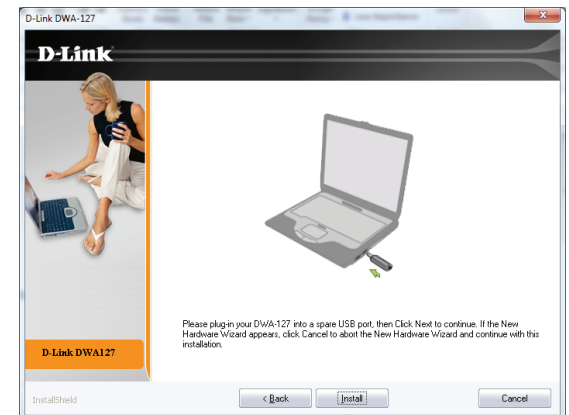 D-Link DWA-127
D-Link
Please plug-in your DWA-127 into a spare USB port, then Click Next to continue. If the New
Hardware Wizard appears, click Cancel to abort the New Hardware Wizard and continue with this
installation.
D-Link DWA127
InstallShield
< Back
Install
Cancel